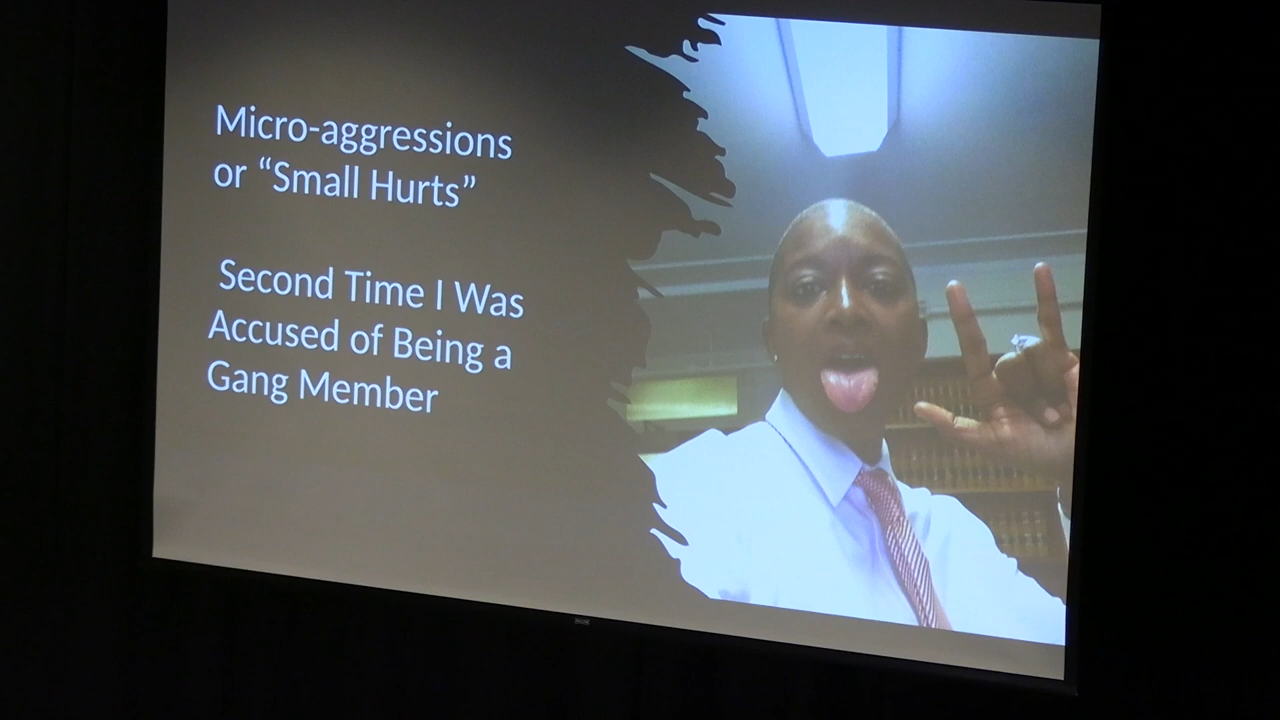 Micro-aggressions
or “Small Hurts”
Second Time I Was
Accused of Being a
Gang Member